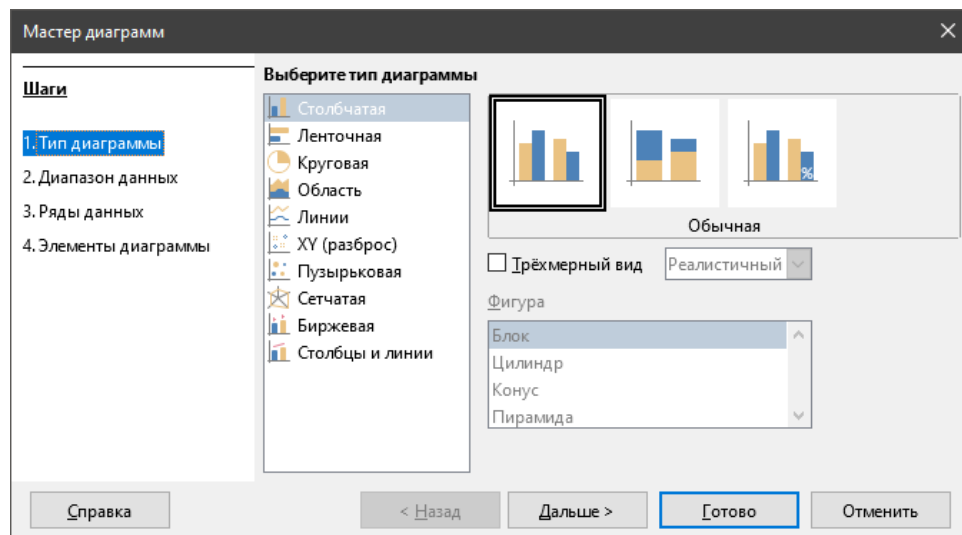 Мастер диаграмм
Шаги
1. Тип диаграммы
2. Диапазон данных
3. Ряды данных
4. Элементы диаграммы
Выберите тип диаграммы
Столбчатая
Ленточная
Круговая
Область
Линии
XY (разброс)
Пузырьковая
Сетчатая
Биржевая
Столбцы и линии
%
Обычная
Трёхмерный вид
Реалистичный
Фигура
Блок
Цилиндр
Конус
Пирамида
Справка
< Назад
Дальше >
Готово
Отменить